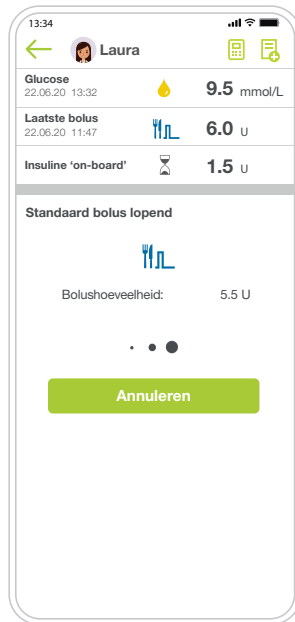 13:34
Laura
Glucose
22.06.20 13:32
9.5 mmol/L
Laatste bolus
22.06.20 11:47
6.0 U
Insuline ‘on-board’
1.5 U
Standaard bolus lopend
Bolushoeveelheid: 5.5 U
Annuleren